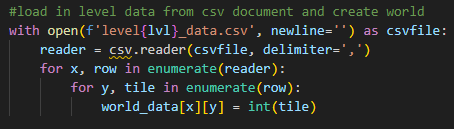 #load in level data from csv document and create world
with open(f'level{lvl}_data.csv', newline='') as csvfile:
    reader = csv.reader(csvfile, delimiter=',')
    for x, row in enumerate(reader):
        for y, tile in enumerate(row):
            world_data[x][y] = int(tile)